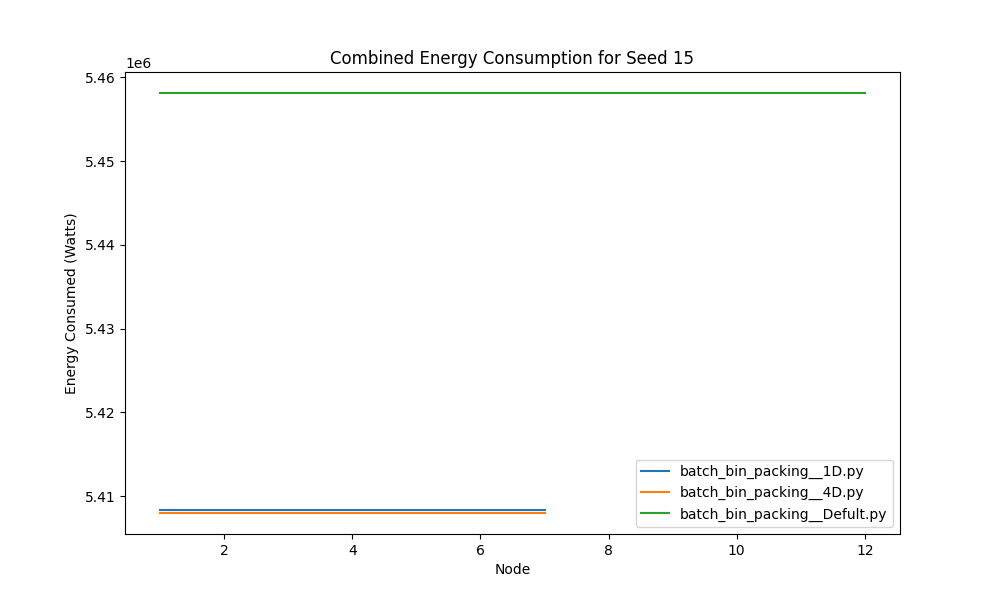 Combined Energy Consumption for Seed 15
1e6
5.46
5.45
5.44
5.43
5.42
5.41
Energy Consumed (Watts)
batch_bin_packing__1D.py
batch_bin_packing__4D.py
batch_bin_packing__Defult.py
2 4 6 8 10 12
Node